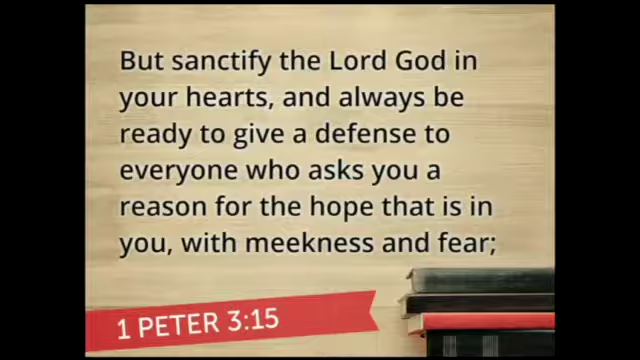 But sanctify the Lord God in
your hearts, and always be
ready to give a defense to
everyone who asks you a
reason for the hope that is in
you, with meekness and fear;
1 PETER 3:15